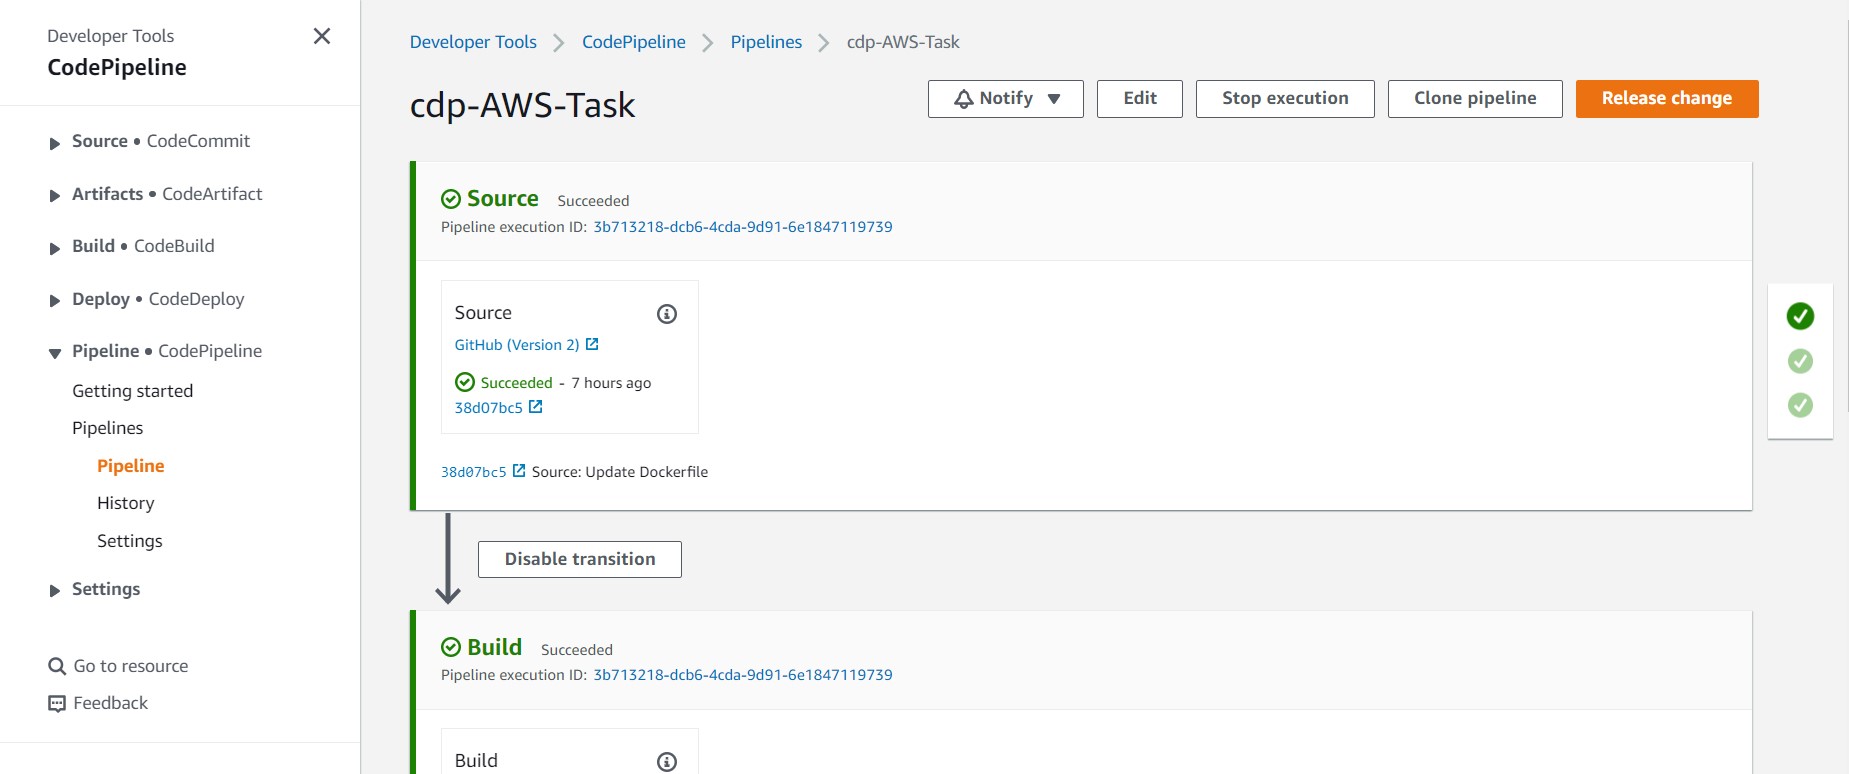 Developer Tools
CodePipeline
Source • CodeCommit
Artifacts • CodeArtifact
Build • CodeBuild
Deploy • CodeDeploy
Pipeline • CodePipeline
Getting started
Pipelines
Pipeline
History
Settings
Settings
Go to resource
Feedback
Developer Tools CodePipeline Pipelines cdp-AWS-Task
cdp-AWS-Task
Notify Edit Stop execution Clone pipeline Release change
Source Succeeded
Pipeline execution ID: 3b713218-dcb6-4cda-9d91-6e1847119739
Source
GitHub (Version 2)
Succeeded - 7 hours ago
38d07bc5
38d07bc5 Source: Update Dockerfile
Disable transition
Build Succeeded
Pipeline execution ID: 3b713218-dcb6-4cda-9d91-6e1847119739
Build